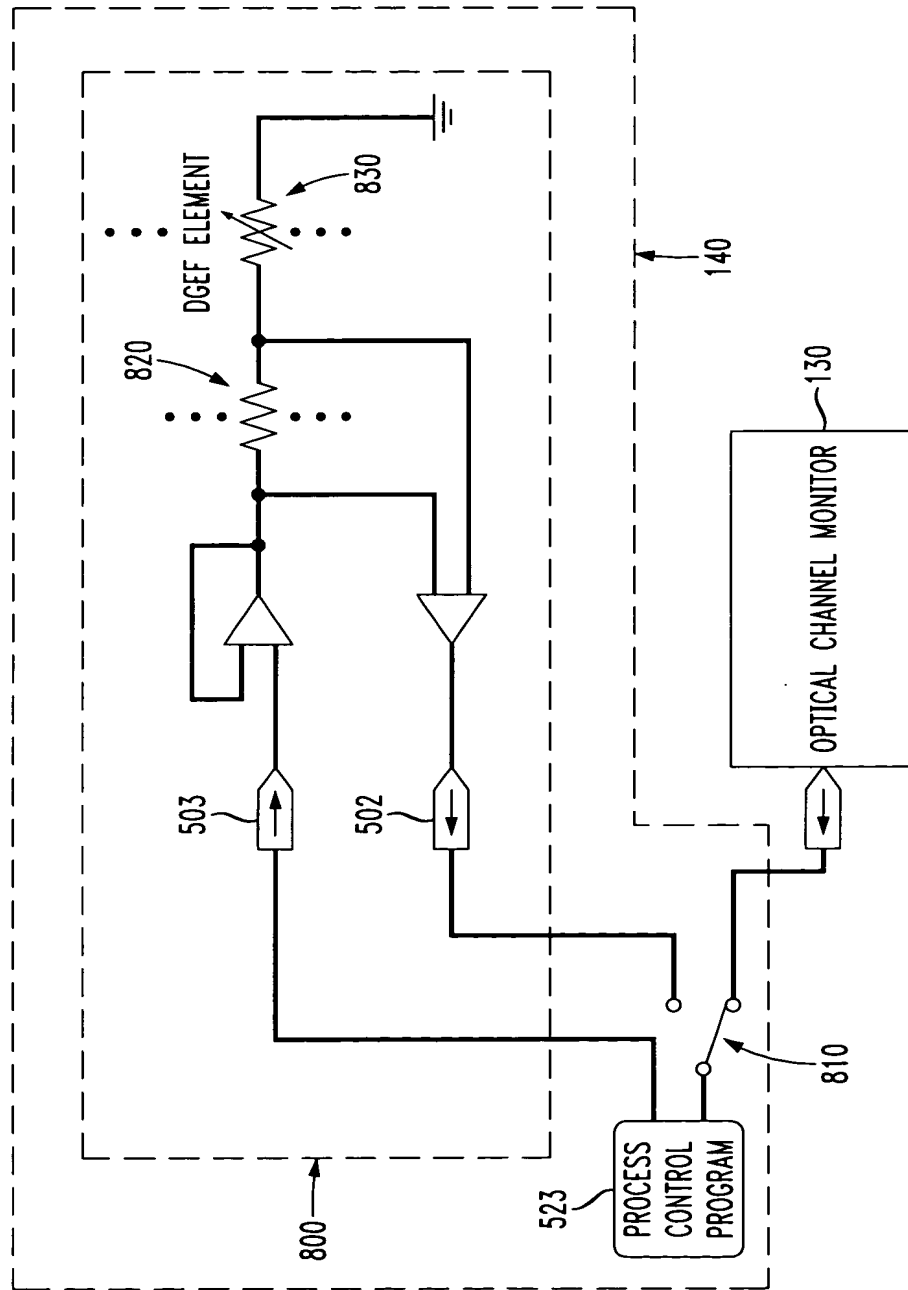 DGEF ELEMENT
820
830
503
502
800
140
810
523
PROCESS
CONTROL
PROGRAM
OPTICAL CHANNEL MONITOR
130